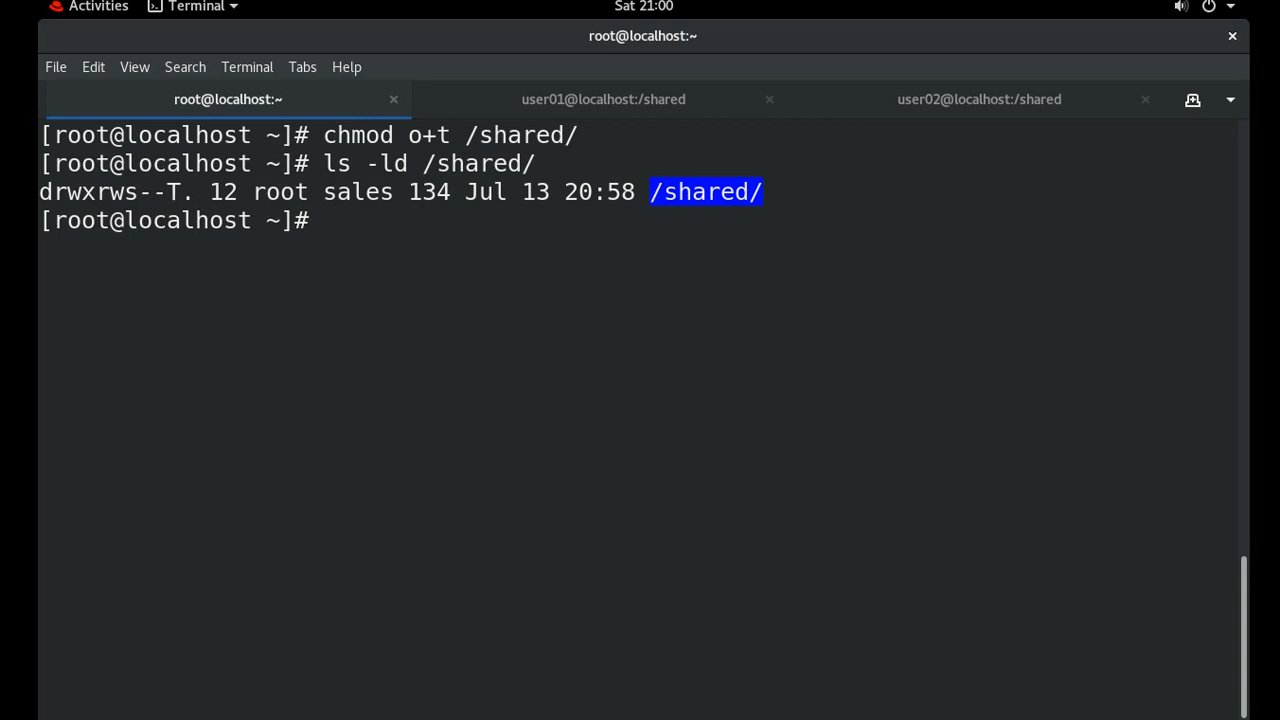 Activities Terminal Sat 21:00
root@localhost:~
File Edit View Search Terminal Tabs Help
root@localhost:~ user01@localhost:/shared user02@localhost:/shared
[root@localhost ~]# chmod o+t /shared/
[root@localhost ~]# ls -ld /shared/
drwxrws--T. 12 root sales 134 Jul 13 20:58 /shared/
[root@localhost ~]#